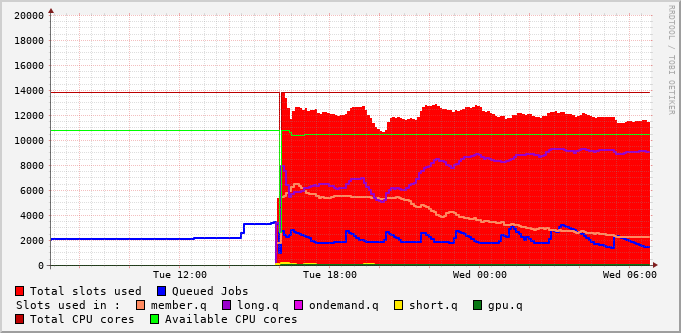 RRDTOOL / TOBI OETIKER
20000
18000
16000
14000
12000
10000
8000
6000
4000
2000
0
Tue 12:00 Tue 18:00 Wed 00:00 Wed 06:00
Total slots used Queued Jobs
Slots used in : member.q long.q ondemand.q short.q gpu.q
Total CPU cores Available CPU cores